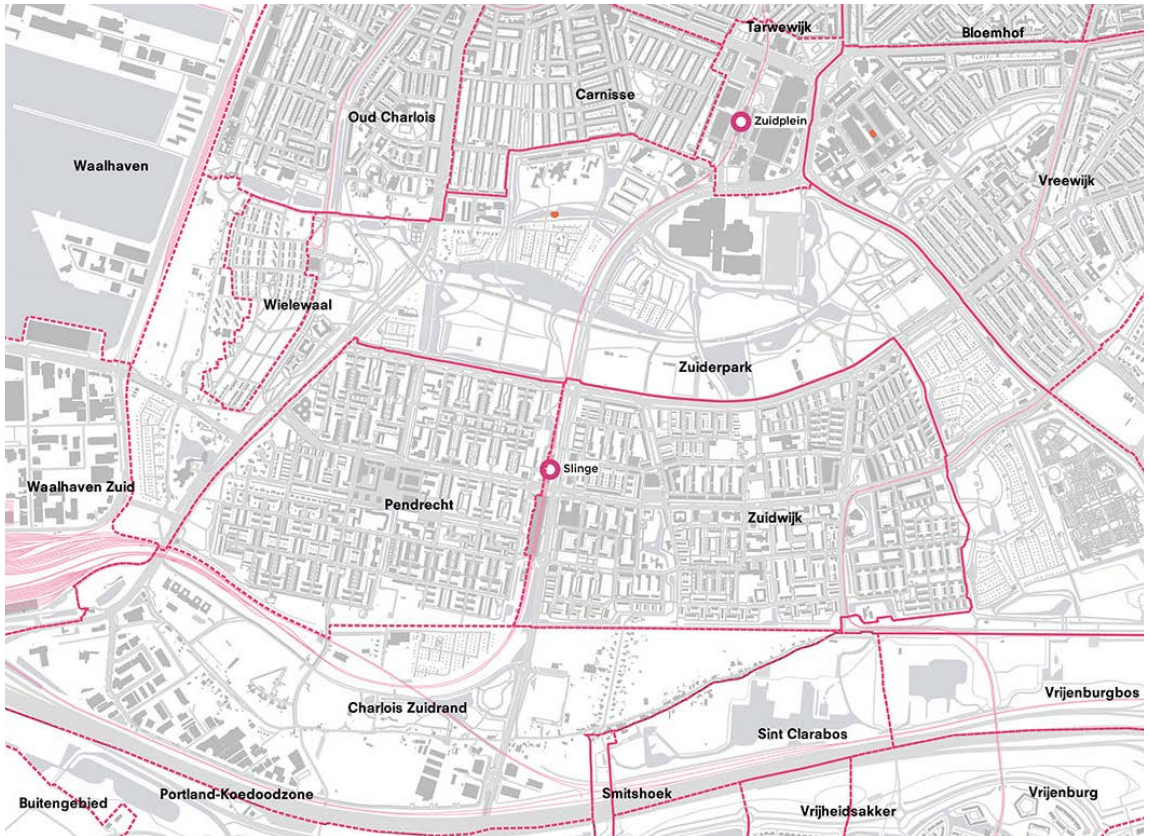 Tarwewijk
Bloemhof
Carnisse
Oud Charlois
Zuidplein
Waalhaven
Vreewijk
Wielewaal
Zuiderpark
Slinge
Waalhaven Zuid
Pendrecht
Zuidwijk
Charlois Zuidrand
Vrijenburgbos
Sint Clarabos
Portland-Koedoodzone
Smitshoek
Vrijenburg
Buitengebied
Vrijheidsakker